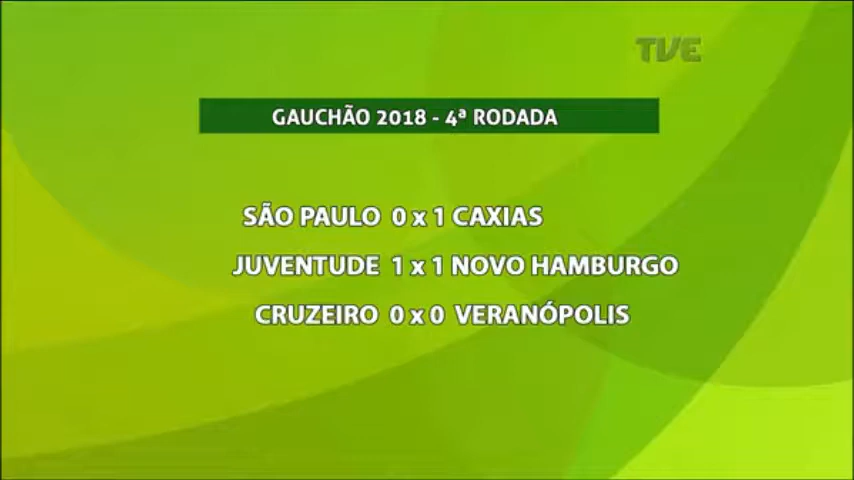 TVE
GAUCHÃO 2018 - 4ª RODADA
SÃO PAULO 0 x 1 CAXIAS
JUVENTUDE 1 x 1 NOVO HAMBURGO
CRUZEIRO 0 x 0 VERANÓPOLIS